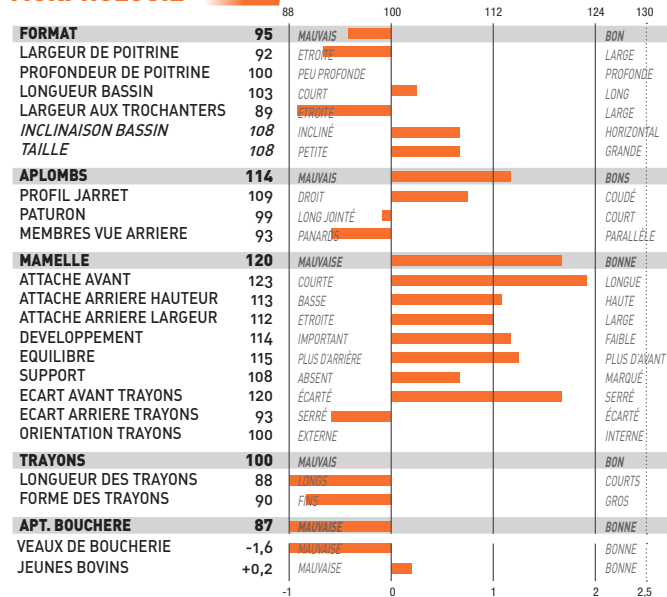 88 100 112 124 130
FORMAT 95 MAUVAIS BON
LARGEUR DE POITRINE 92 ETROITE LARGE
PROFONDEUR DE POITRINE 100 PEU PROFONDE PROFONDE
LONGUEUR BASSIN 103 COURT LONG
LARGEUR AUX TROCHANTERS 89 ETROITE LARGE
INCLINAISON BASSIN 108 INCLINÉ HORIZONTAL
TAILLE 108 PETITE GRANDE
APLOMBS 114 MAUVAIS BONS
PROFIL JARRET 109 DROIT COUDÉ
PATURON 99 LONG JOINTÉ COURT
MEMBRES VUE ARRIERE 93 PANARDS PARALLÈLE
MAMELLE 120 MAUVAISE BONNE
ATTACHE AVANT 123 COURTE LONGUE
ATTACHE ARRIERE HAUTEUR 113 BASSE HAUTE
ATTACHE ARRIERE LARGEUR 112 ETROITE LARGE
DEVELOPPEMENT 114 IMPORTANT FAIBLE
EQUILIBRE 115 PLUS D'ARRIÈRE PLUS D'AVANT
SUPPORT 108 ABSENT MARQUÉ
ECART AVANT TRAYONS 120 ÉCARTÉ SERRÉ
ECART ARRIERE TRAYONS 93 SERRÉ ÉCARTÉ
ORIENTATION TRAYONS 100 EXTERNE INTERNE
TRAYONS 100 MAUVAIS BON
LONGUEUR DES TRAYONS 88 LONGS COURTS
FORME DES TRAYONS 90 FINS GROS
APT. BOUCHERE 87 MAUVAISE BONNE
VEAUX DE BOUCHERIE -1,6 MAUVAISE BONNE
JEUNES BOVINS +0,2 MAUVAISE BONNE
-1 0 1 2 2,5